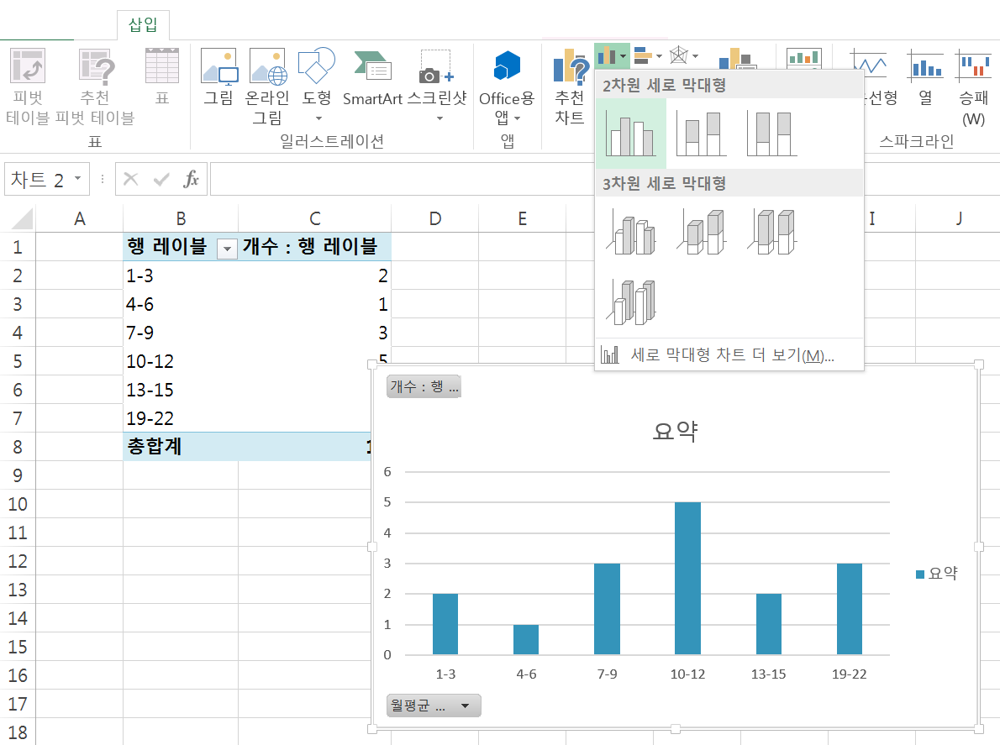 삽입
피벗 테이블
추천 피벗 테이블
표
표
그림
온라인 그림
도형
SmartArt
스크린샷
일러스트레이션
Office용 앱
앱
추천 차트
선형
열
승패 (W)
스파크라인
2차원 세로 막대형
3차원 세로 막대형
세로 막대형 차트 더 보기(M)...
차트 2
fx
A B C D E I J
1 행 레이블 개수 : 행 레이블
2 1-3 2
3 4-6 1
4 7-9 3
5 10-12 5
6 13-15
7 19-22
8 총합계
9
10
11
12
13
14
15
16
17
18
개수 : 행 ...
요약
6
5
4
3
2
1
0
1-3 4-6 7-9 10-12 13-15 19-22
요약
월평균 ...